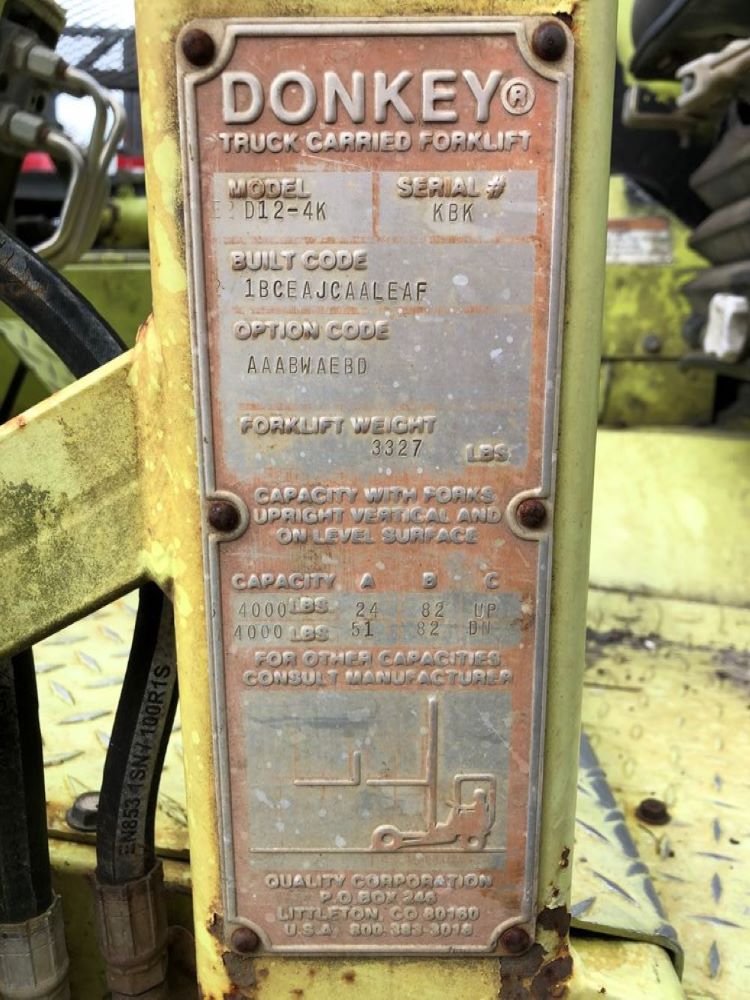 DONKEY®
TRUCK CARRIED FORKLIFT
MODEL SERIAL #
D12-4K KBK
BUILT CODE
1BCEAJCAALEAF
OPTION CODE
AAABWAEBD
FORKLIFT WEIGHT
3327 LBS.
CAPACITY WITH FORKS
UPRIGHT VERTICAL AND
ON LEVEL SURFACE
CAPACITY A B C
4000 LBS. 24 82 UP
4000 LBS 51 82 DN
FOR OTHER CAPACITIES
CONSULT MANUFACTURER
QUALITY CORPORATION
P.O. BOX
LITTLETON, CO 80160
U.S.A. 800-383-3018
EN853 1SN / 100R1S